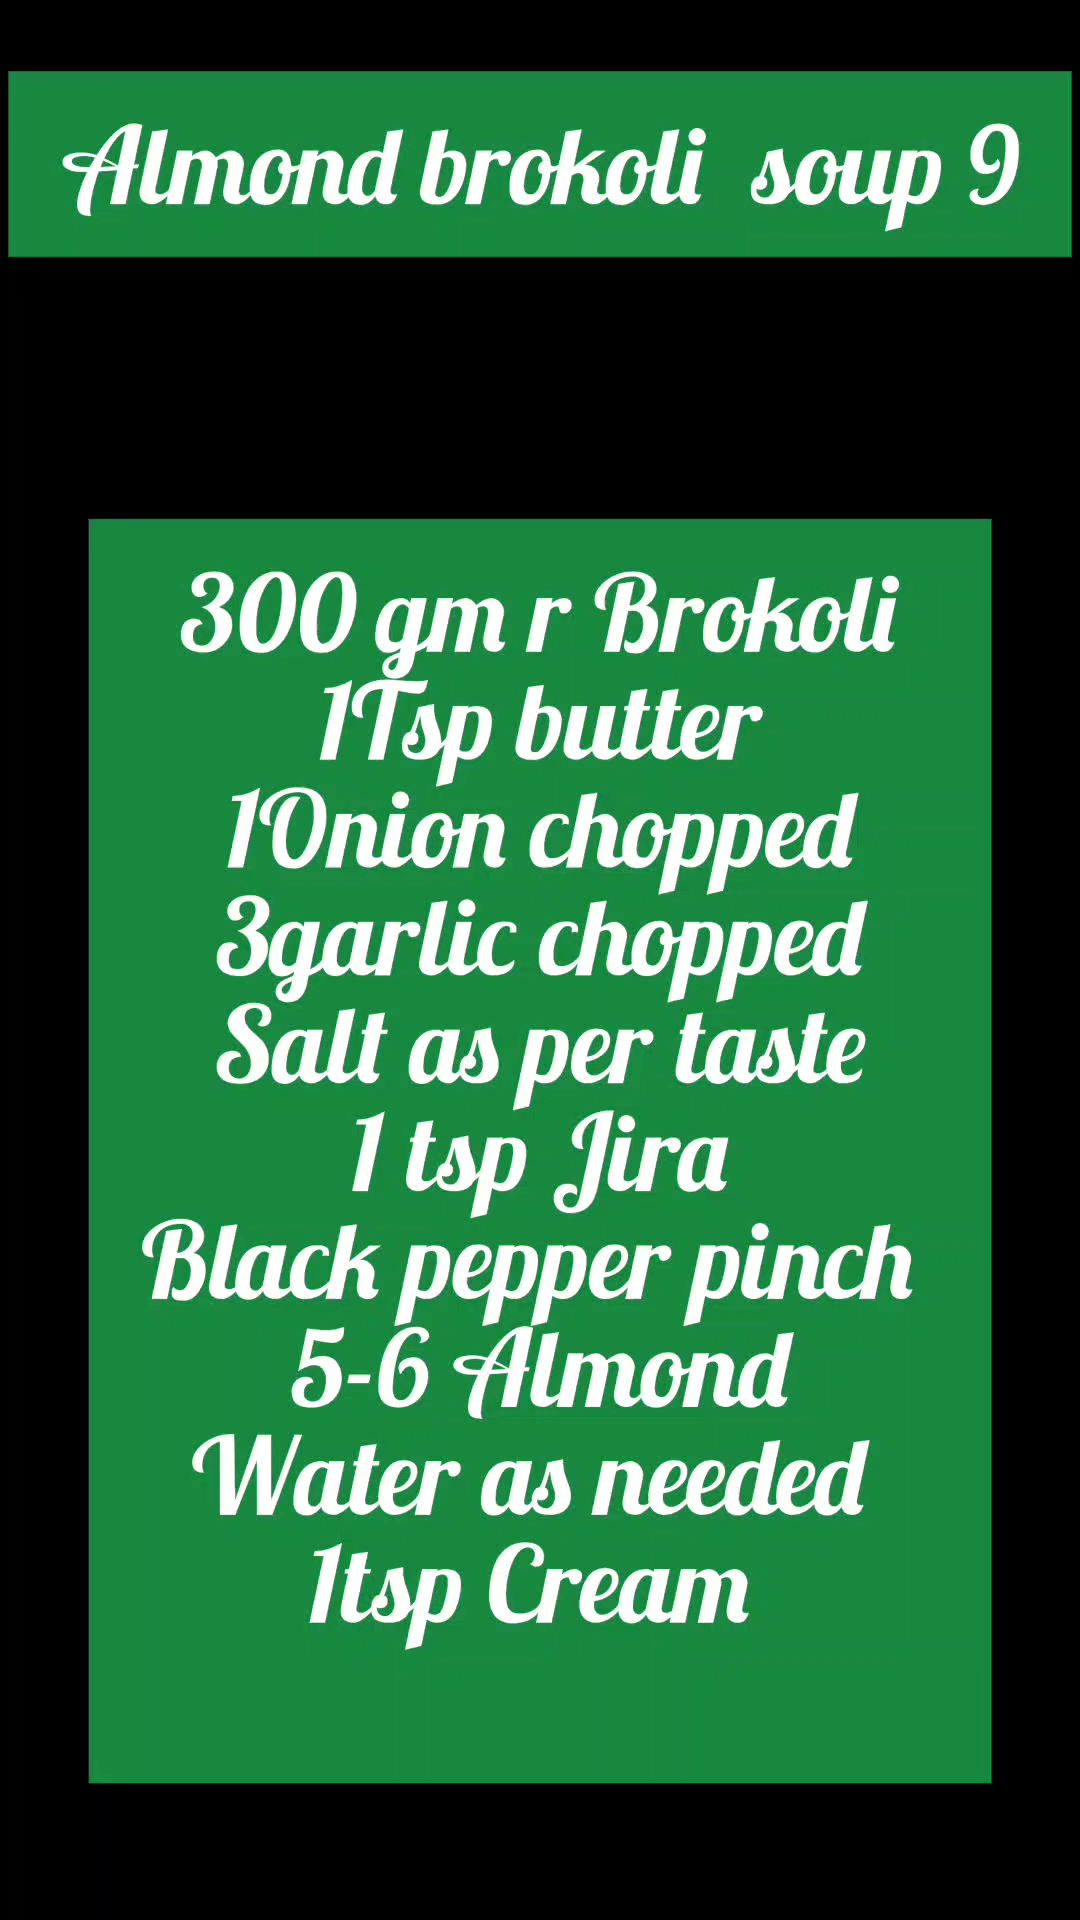 Almond brokoli soup 9
300 gm r Brokoli
1Tsp butter
1Onion chopped
3garlic chopped
Salt as per taste
1 tsp Jira
Black pepper pinch
5-6 Almond
Water as needed
1tsp Cream